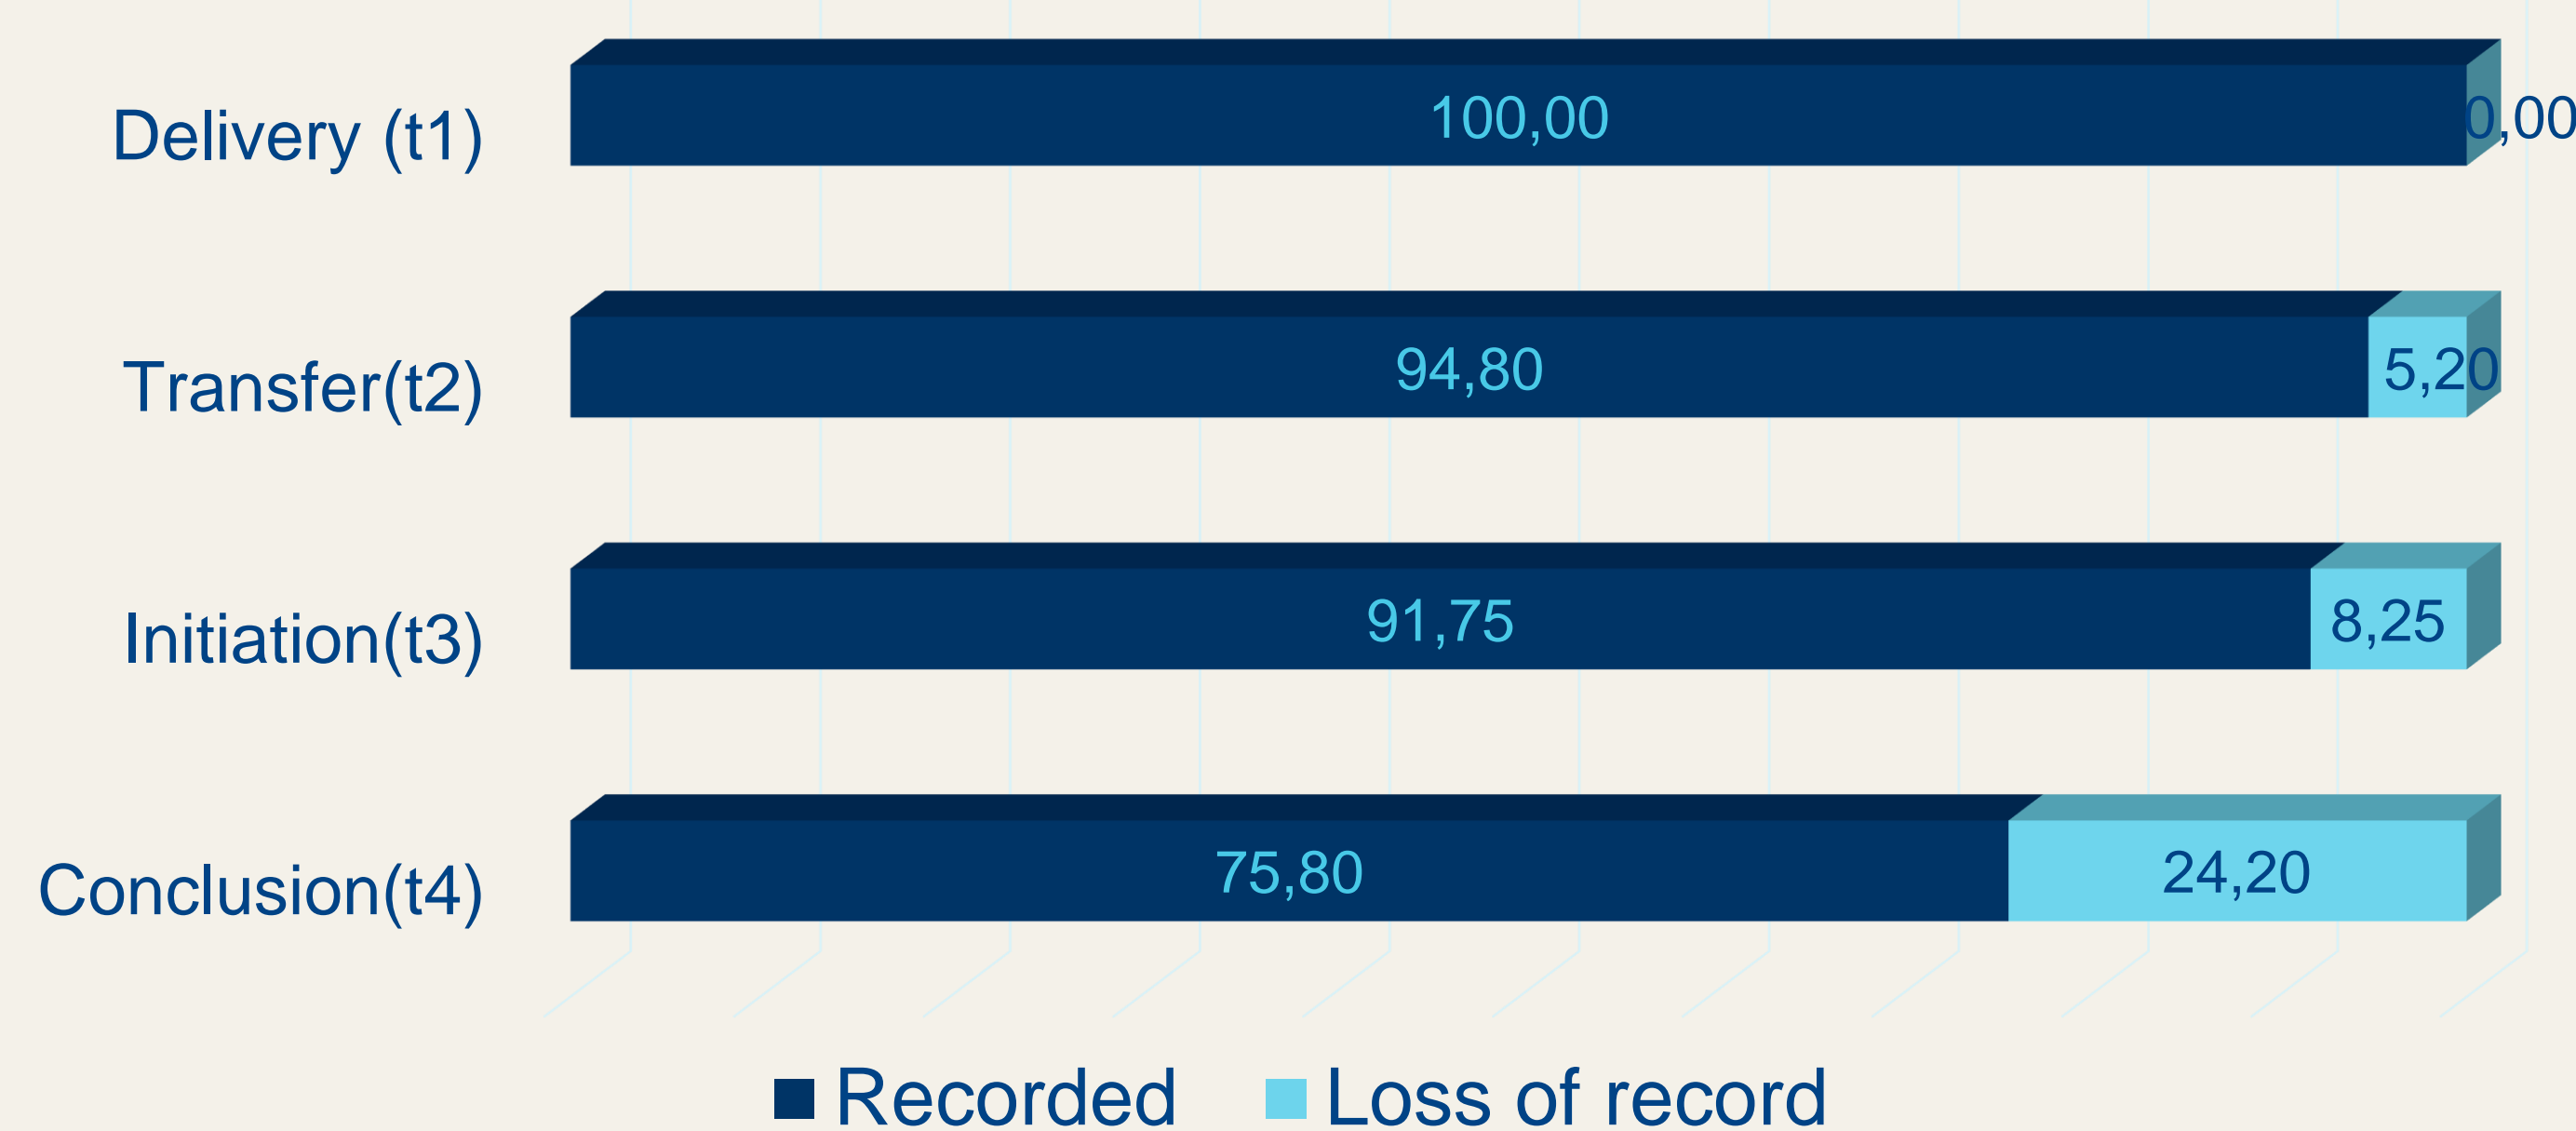 Delivery (t1) 100,00 0,00
Transfer(t2) 94,80 5,20
Initiation(t3) 91,75 8,25
Conclusion(t4) 75,80 24,20
Recorded Loss of record